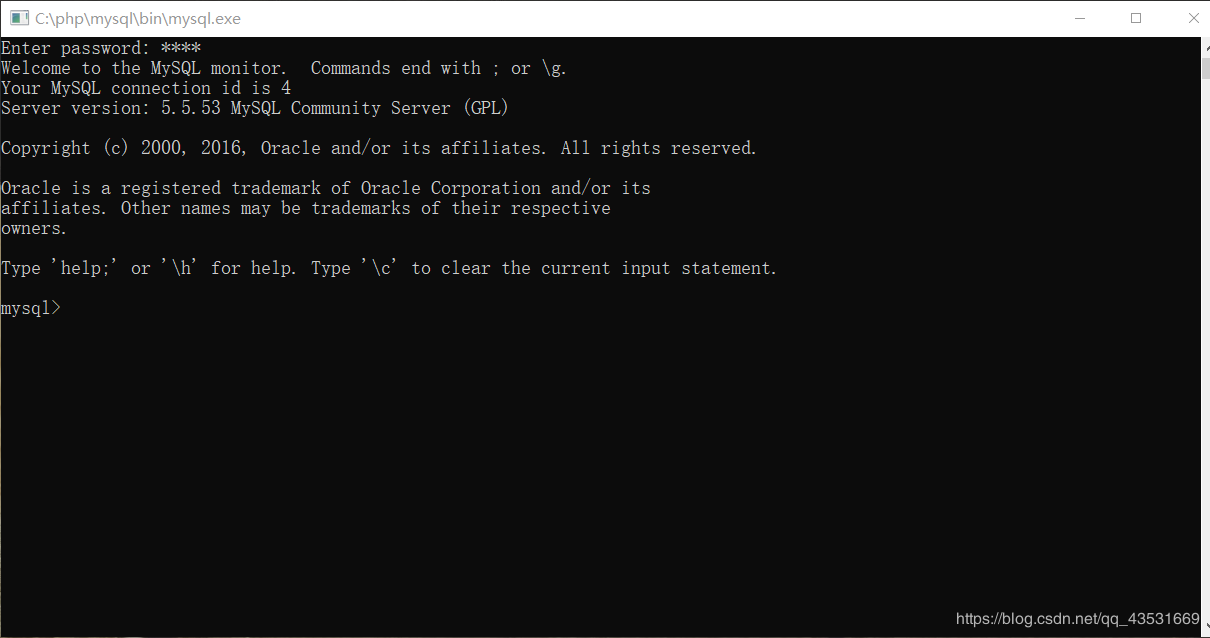 C:\php\mysql\bin\mysql.exe
Enter password: ****
Welcome to the MySQL monitor.  Commands end with ; or \g.
Your MySQL connection id is 4
Server version: 5.5.53 MySQL Community Server (GPL)
Copyright (c) 2000, 2016, Oracle and/or its affiliates. All rights reserved.
Oracle is a registered trademark of Oracle Corporation and/or its
affiliates. Other names may be trademarks of their respective
owners.
Type 'help;' or '\h' for help. Type '\c' to clear the current input statement.
mysql>
https://blog.csdn.net/qq_43531669